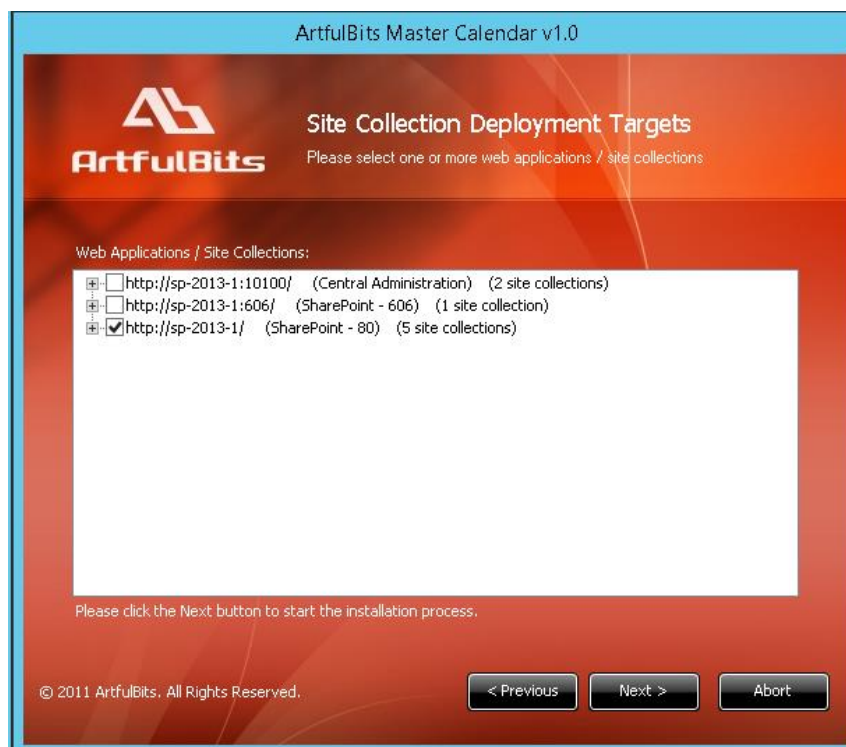 ArtfulBits Master Calendar v1.0
ArtfulBits
Site Collection Deployment Targets
Please select one or more web applications / site collections
Web Applications / Site Collections:
http://sp-2013-1:10100/ (Central Administration) (2 site collections)
http://sp-2013-1:606/ (SharePoint - 606) (1 site collection)
http://sp-2013-1/ (SharePoint - 80) (5 site collections)
Please click the Next button to start the installation process.
© 2011 ArtfulBits. All Rights Reserved.
< Previous
Next >
Abort